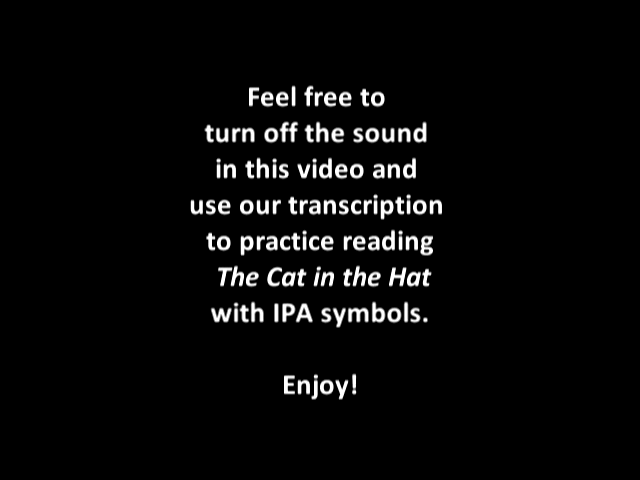 Feel free to
turn off the sound
in this video and
use our transcription
to practice reading
The Cat in the Hat
with IPA symbols.
Enjoy!